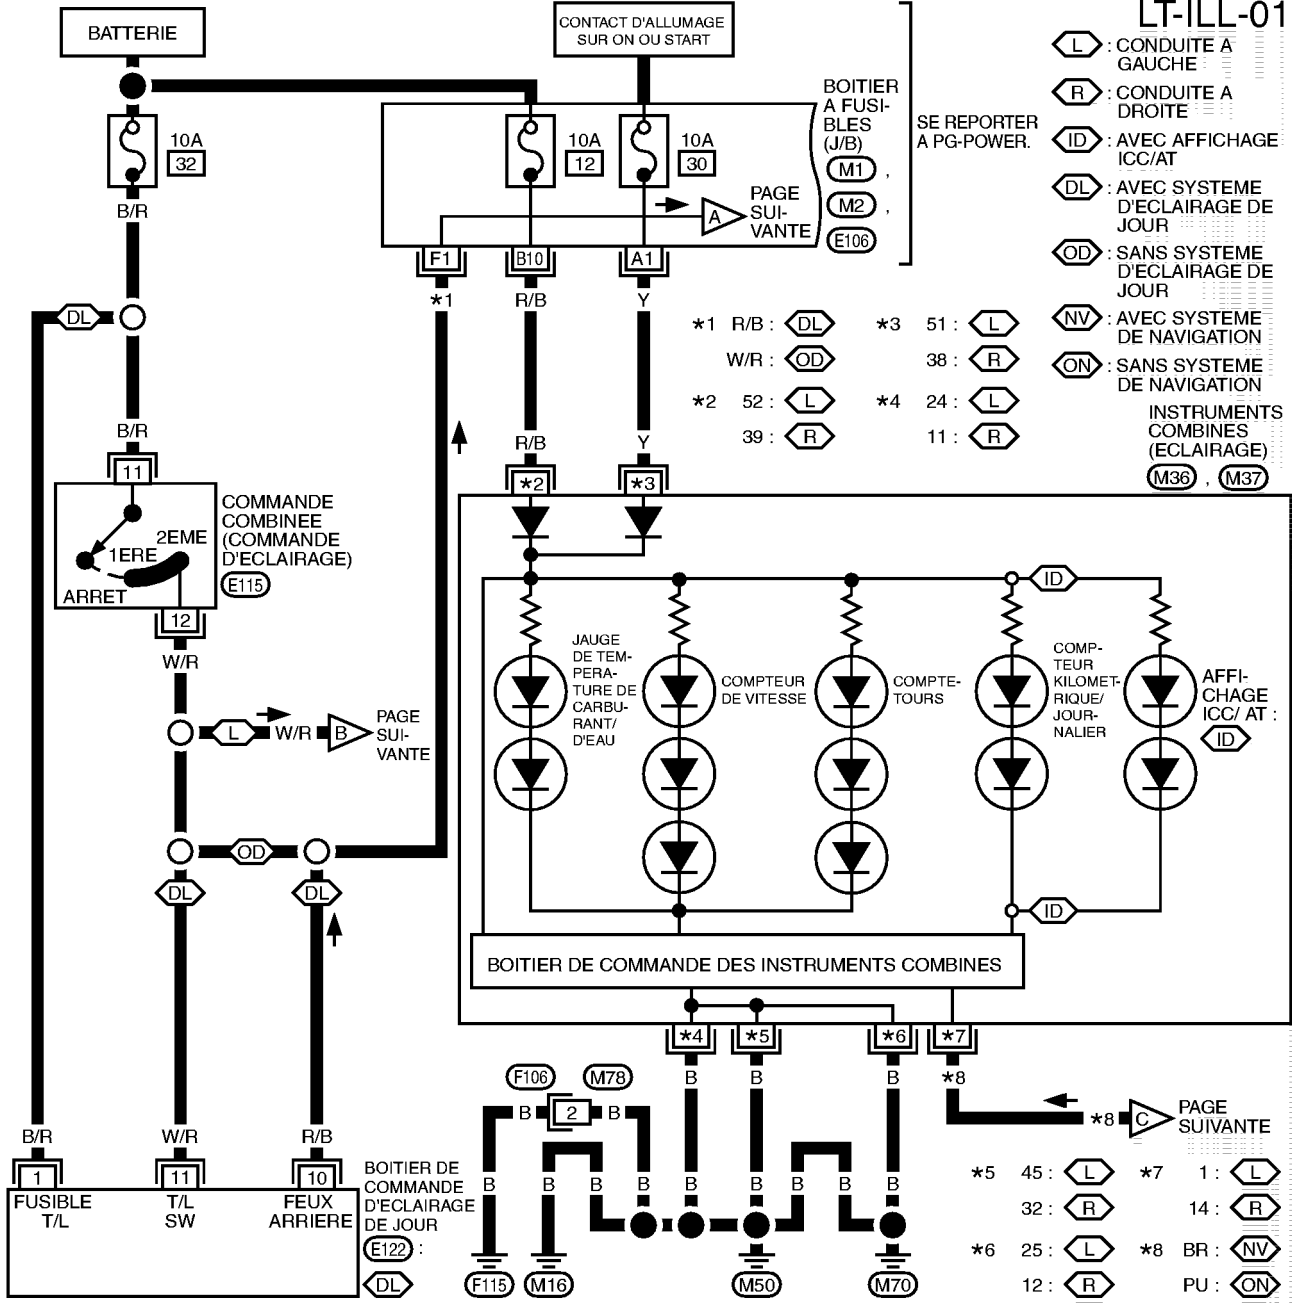 LT-ILL-01
BATTERIE
CONTACT D'ALLUMAGE
SUR ON OU START
10A
32
B/R
10A
12
10A
30
BOITIER
A FUSI-
BLES
(J/B)
M1 ,
M2 ,
E106
SE REPORTER
A PG-POWER.
A
PAGE
SUI-
VANTE
F1
B10
A1
*1
R/B
Y
L : CONDUITE A
GAUCHE
R : CONDUITE A
DROITE
ID : AVEC AFFICHAGE
ICC/AT
DL : AVEC SYSTEME
D'ECLAIRAGE DE
JOUR
OD : SANS SYSTEME
D'ECLAIRAGE DE
JOUR
NV : AVEC SYSTEME
DE NAVIGATION
ON : SANS SYSTEME
DE NAVIGATION
*1 R/B : DL
W/R : OD
*2 52 : L
39 : R
*3 51 : L
38 : R
*4 24 : L
11 : R
DL
B/R
11
COMMANDE
COMBINEE
(COMMANDE
D'ECLAIRAGE)
E115
1ERE
2EME
ARRET
12
W/R
L
W/R
B
PAGE
SUI-
VANTE
OD
DL
DL
R/B
Y
*2
*3
INSTRUMENTS
COMBINES
(ECLAIRAGE)
M36 , M37
ID
JAUGE
DE TEM-
PERA-
TURE DE
CARBU-
RANT/
D'EAU
COMPTEUR
DE VITESSE
COMPTE-
TOURS
COMP-
TEUR
KILOMET-
RIQUE/
JOUR-
NALIER
AFFI-
CHAGE
ICC/ AT :
ID
ID
BOITIER DE COMMANDE DES INSTRUMENTS COMBINES
*4
*5
*6
*7
B
B
B
*8
*8
C
PAGE
SUIVANTE
F106
M78
B
2
B
B
B
B
B
B
B
B
B
F115
M16
M50
M70
B/R
W/R
R/B
1
11
10
FUSIBLE
T/L
T/L
SW
FEUX
ARRIERE
BOITIER DE
COMMANDE
D'ECLAIRAGE
DE JOUR
E122 :
DL
*5 45 : L
32 : R
*6 25 : L
12 : R
*7 1 : L
14 : R
*8 BR : NV
PU : ON